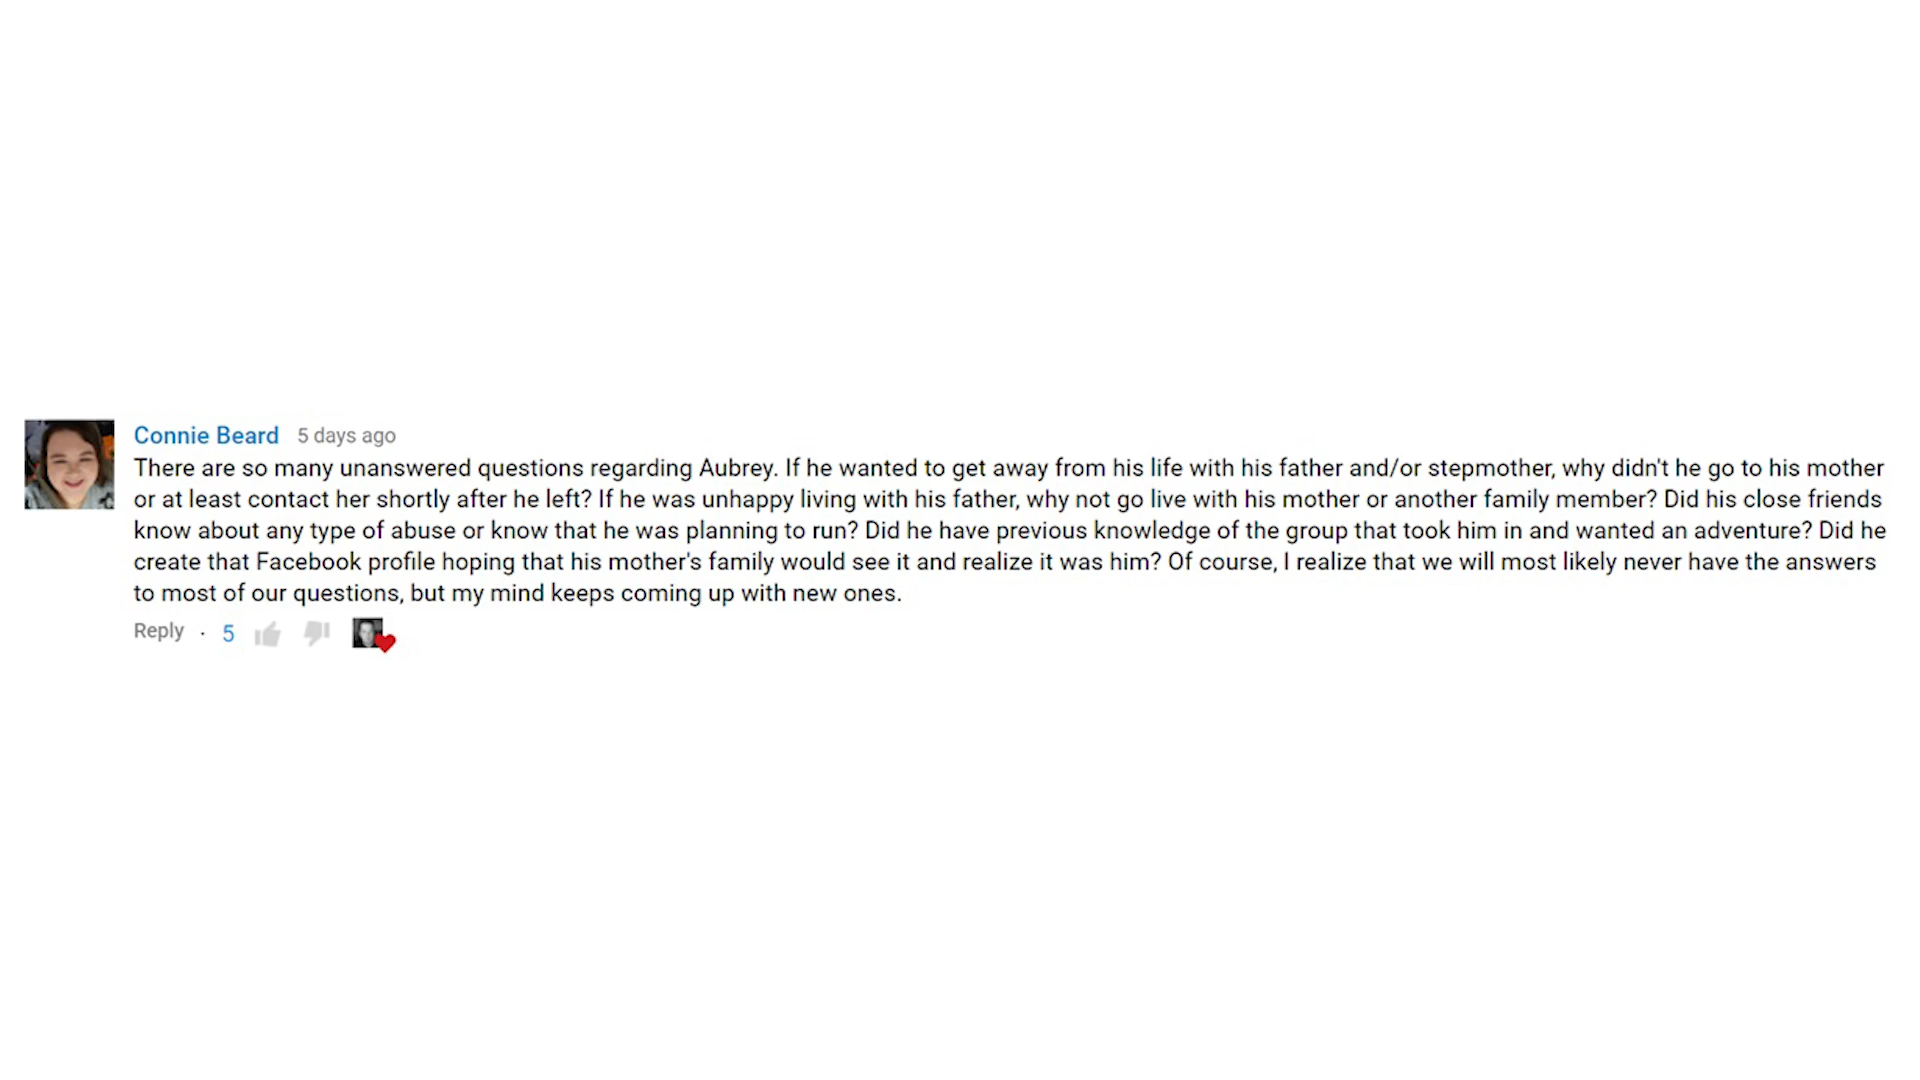 Connie Beard 5 days ago
There are so many unanswered questions regarding Aubrey. If he wanted to get away from his life with his father and/or stepmother, why didn't he go to his mother
or at least contact her shortly after he left? If he was unhappy living with his father, why not go live with his mother or another family member? Did his close friends
know about any type of abuse or know that he was planning to run? Did he have previous knowledge of the group that took him in and wanted an adventure? Did he
create that Facebook profile hoping that his mother's family would see it and realize it was him? Of course, I realize that we will most likely never have the answers
to most of our questions, but my mind keeps coming up with new ones.
Reply · 5